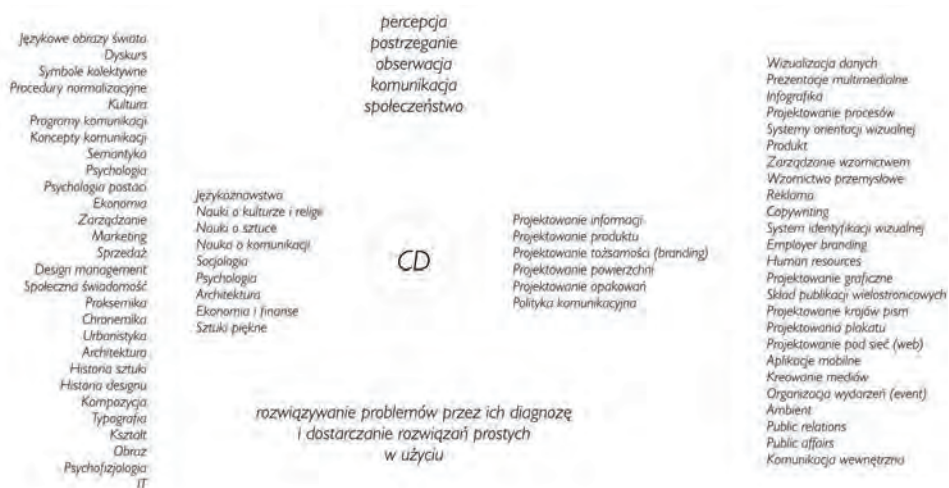 Językowe obrazy świata
Dyskurs
Symbole kolektywne
Procedury normalizacyjne
Kultura
Programy komunikacji
Koncepty komunikacji
Semantyka
Psychologia
Psychologia postaci
Ekonomia
Zarządzanie
Marketing
Sprzedaż
Design management
Społeczna świadomość
Proksemika
Chronemika
Urbanistyka
Architektura
Historia sztuki
Historia designu
Kompozycja
Typografia
Kształt
Obraz
Psychofizjologia
IT
Językoznawstwo
Nauki o kulturze i religii
Nauki o sztuce
Nauka o komunikacji
Socjologia
Psychologia
Architektura
Ekonomia i finanse
Sztuki piękne
percepcja
postrzeganie
obserwacja
komunikacja
społeczeństwo
CD
rozwiązywanie problemów przez ich diagnozę
i dostarczanie rozwiązań prostych
w użyciu
Projektowanie informacji
Projektowanie produktu
Projektowanie tożsamości (branding)
Projektowanie powierzchni
Projektowanie opakowań
Polityka komunikacyjna
Wizualizacja danych
Prezentacje multimedialne
Infografika
Projektowanie procesów
Systemy orientacji wizualnej
Produkt
Zarządzanie wzornictwem
Wzornictwo przemysłowe
Reklama
Copywriting
System identyfikacji wizualnej
Employer branding
Human resources
Projektowanie graficzne
Skład publikacji wielostronicowych
Projektowanie krojów pism
Projektowania plakatu
Projektowanie pod sieć (web)
Aplikacje mobilne
Kreowanie mediów
Organizacja wydarzeń (event)
Ambient
Public relations
Public affairs
Komunikacja wewnętrzna